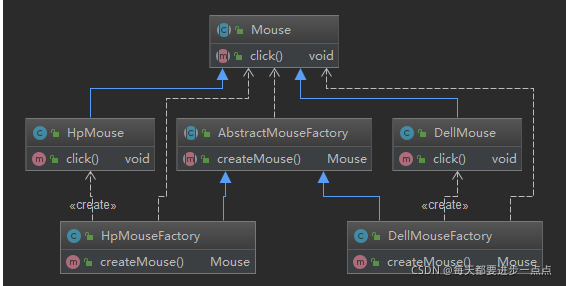 Mouse
click() void
HpMouse
click() void
AbstractMouseFactory
createMouse() Mouse
DellMouse
click() void
«create»
«create»
HpMouseFactory
createMouse() Mouse
DellMouseFactory
createMouse() Mouse
CSDN @每天都要进步一点点